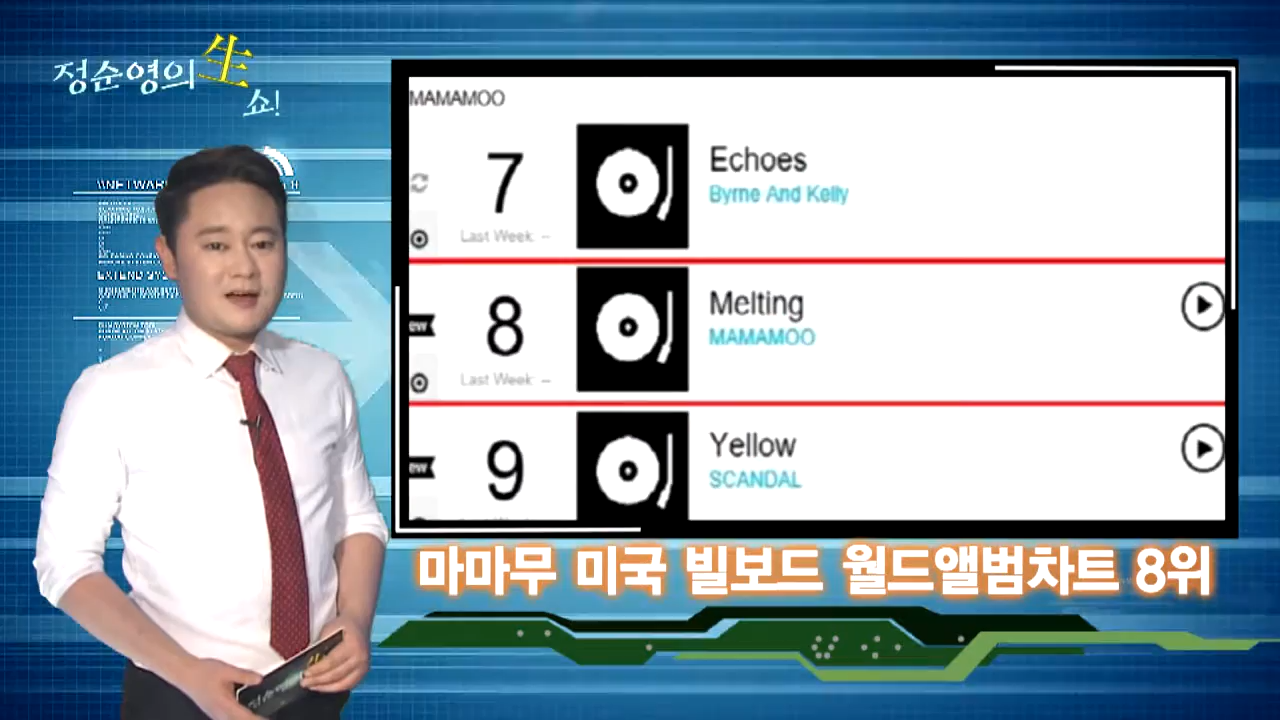 정순영의 生
쇼!
EXTEND SYS
MAMAMOO
7
Echoes
Byrne And Kelly
Last Week: --
8
Melting
MAMAMOO
Last Week: --
9
Yellow
SCANDAL
마마무 미국 빌보드 월드앨범차트 8위